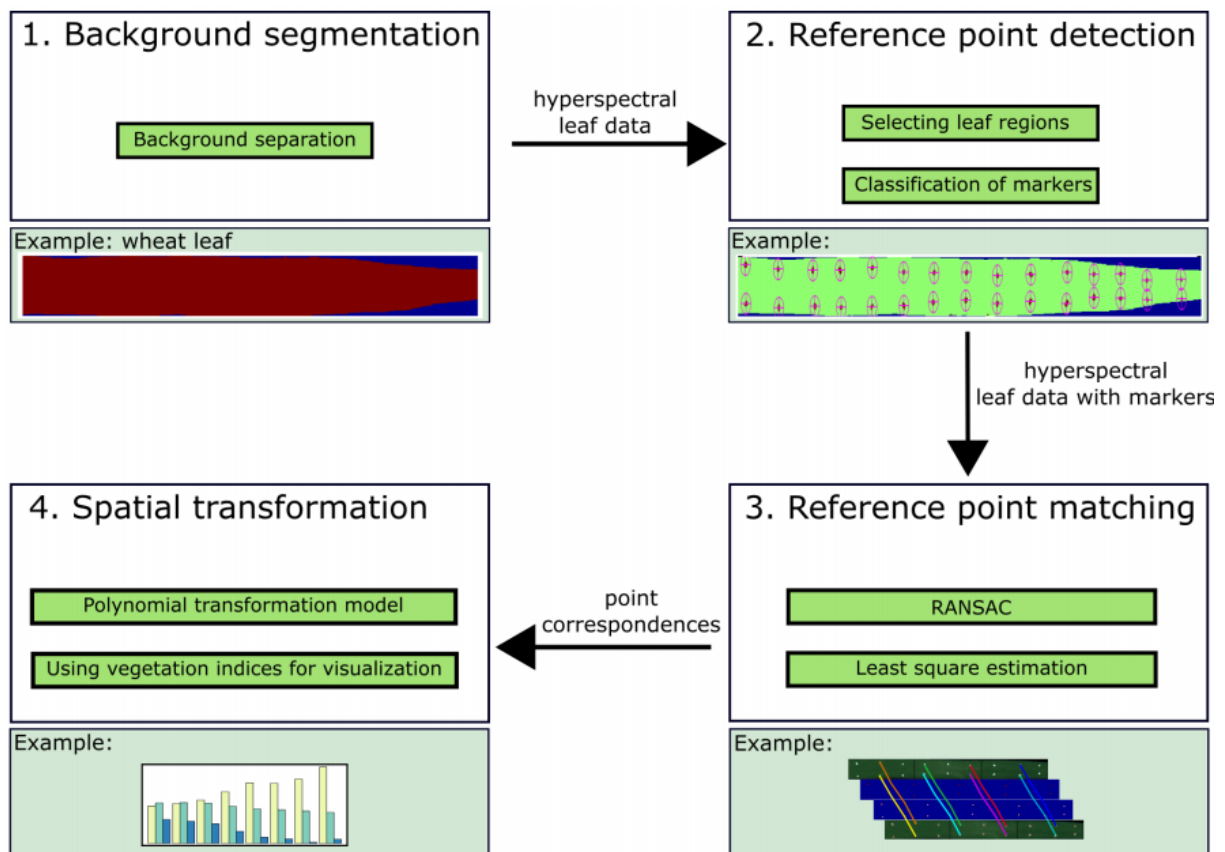 1. Background segmentation
Background separation
Example: wheat leaf
hyperspectral
leaf data
2. Reference point detection
Selecting leaf regions
Classification of markers
Example:
hyperspectral
leaf data with markers
3. Reference point matching
RANSAC
Least square estimation
Example:
point
correspondences
4. Spatial transformation
Polynomial transformation model
Using vegetation indices for visualization
Example: